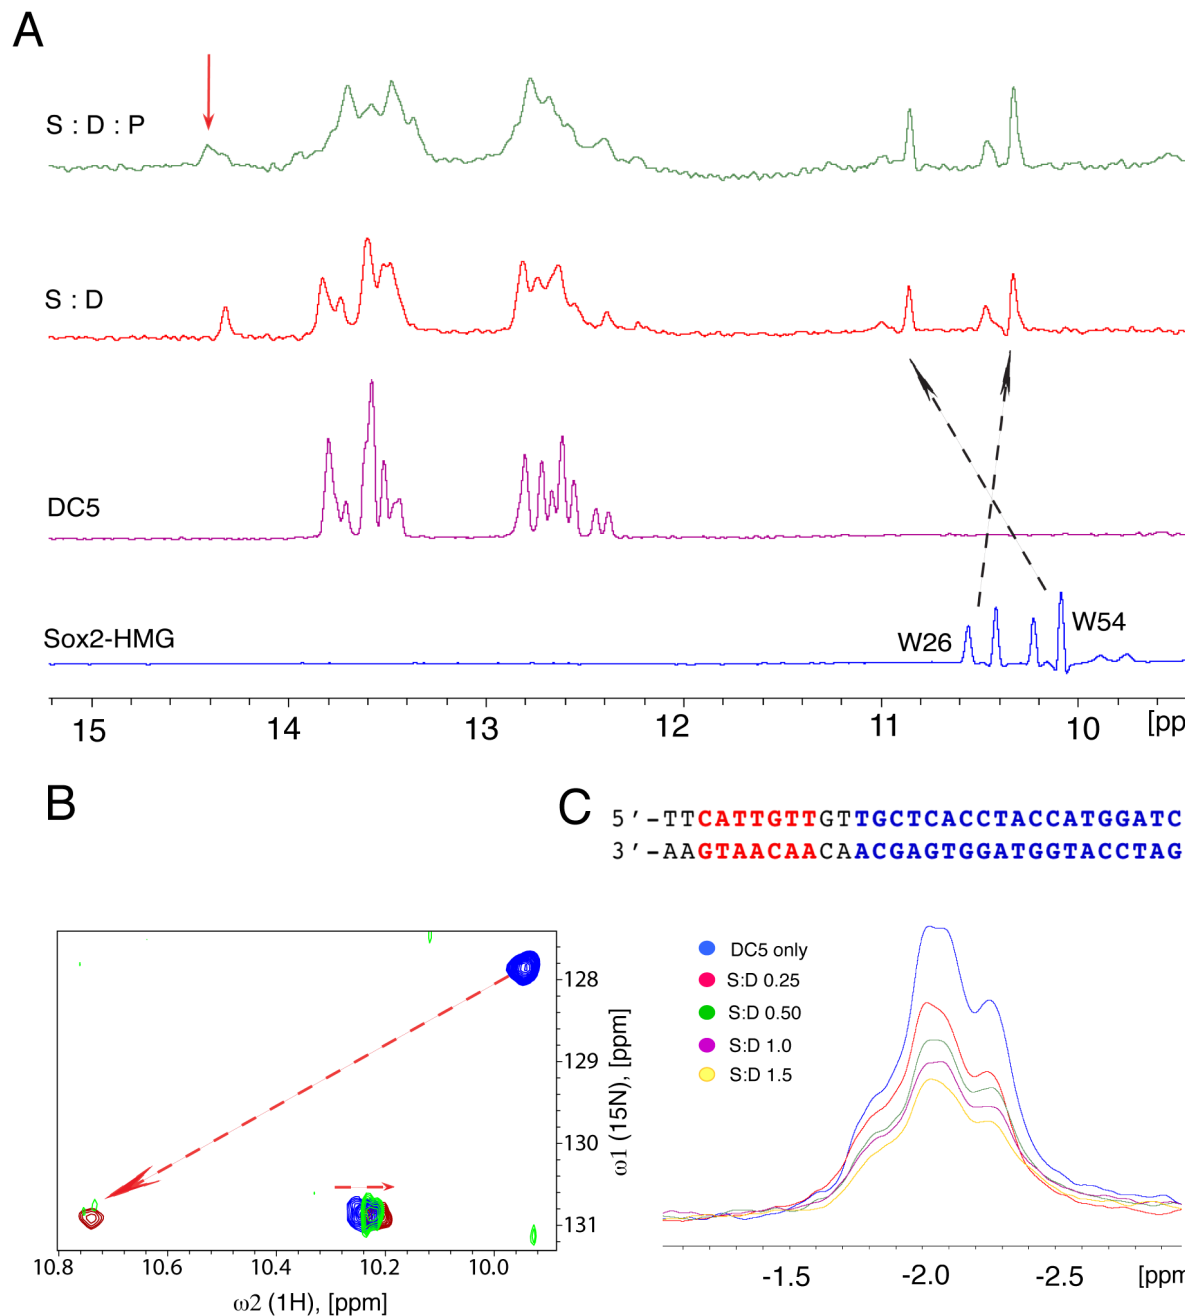 A
S : D : P
S : D
DC5
Sox2-HMG
W26
W54
15 14 13 12 11 10 [pp
B
C
5’-TTCATTGTTGTTGCTCACCTACCATGGATC
3’-AAGTAACAACAACGAGTGGATGGTACCTAG
DC5 only
S:D 0.25
S:D 0.50
S:D 1.0
S:D 1.5
128
129
130
131
ω1 (15N), [ppm]
10.8 10.6 10.4 10.2 10.0
ω2 (1H), [ppm]
-1.5 -2.0 -2.5 [ppm